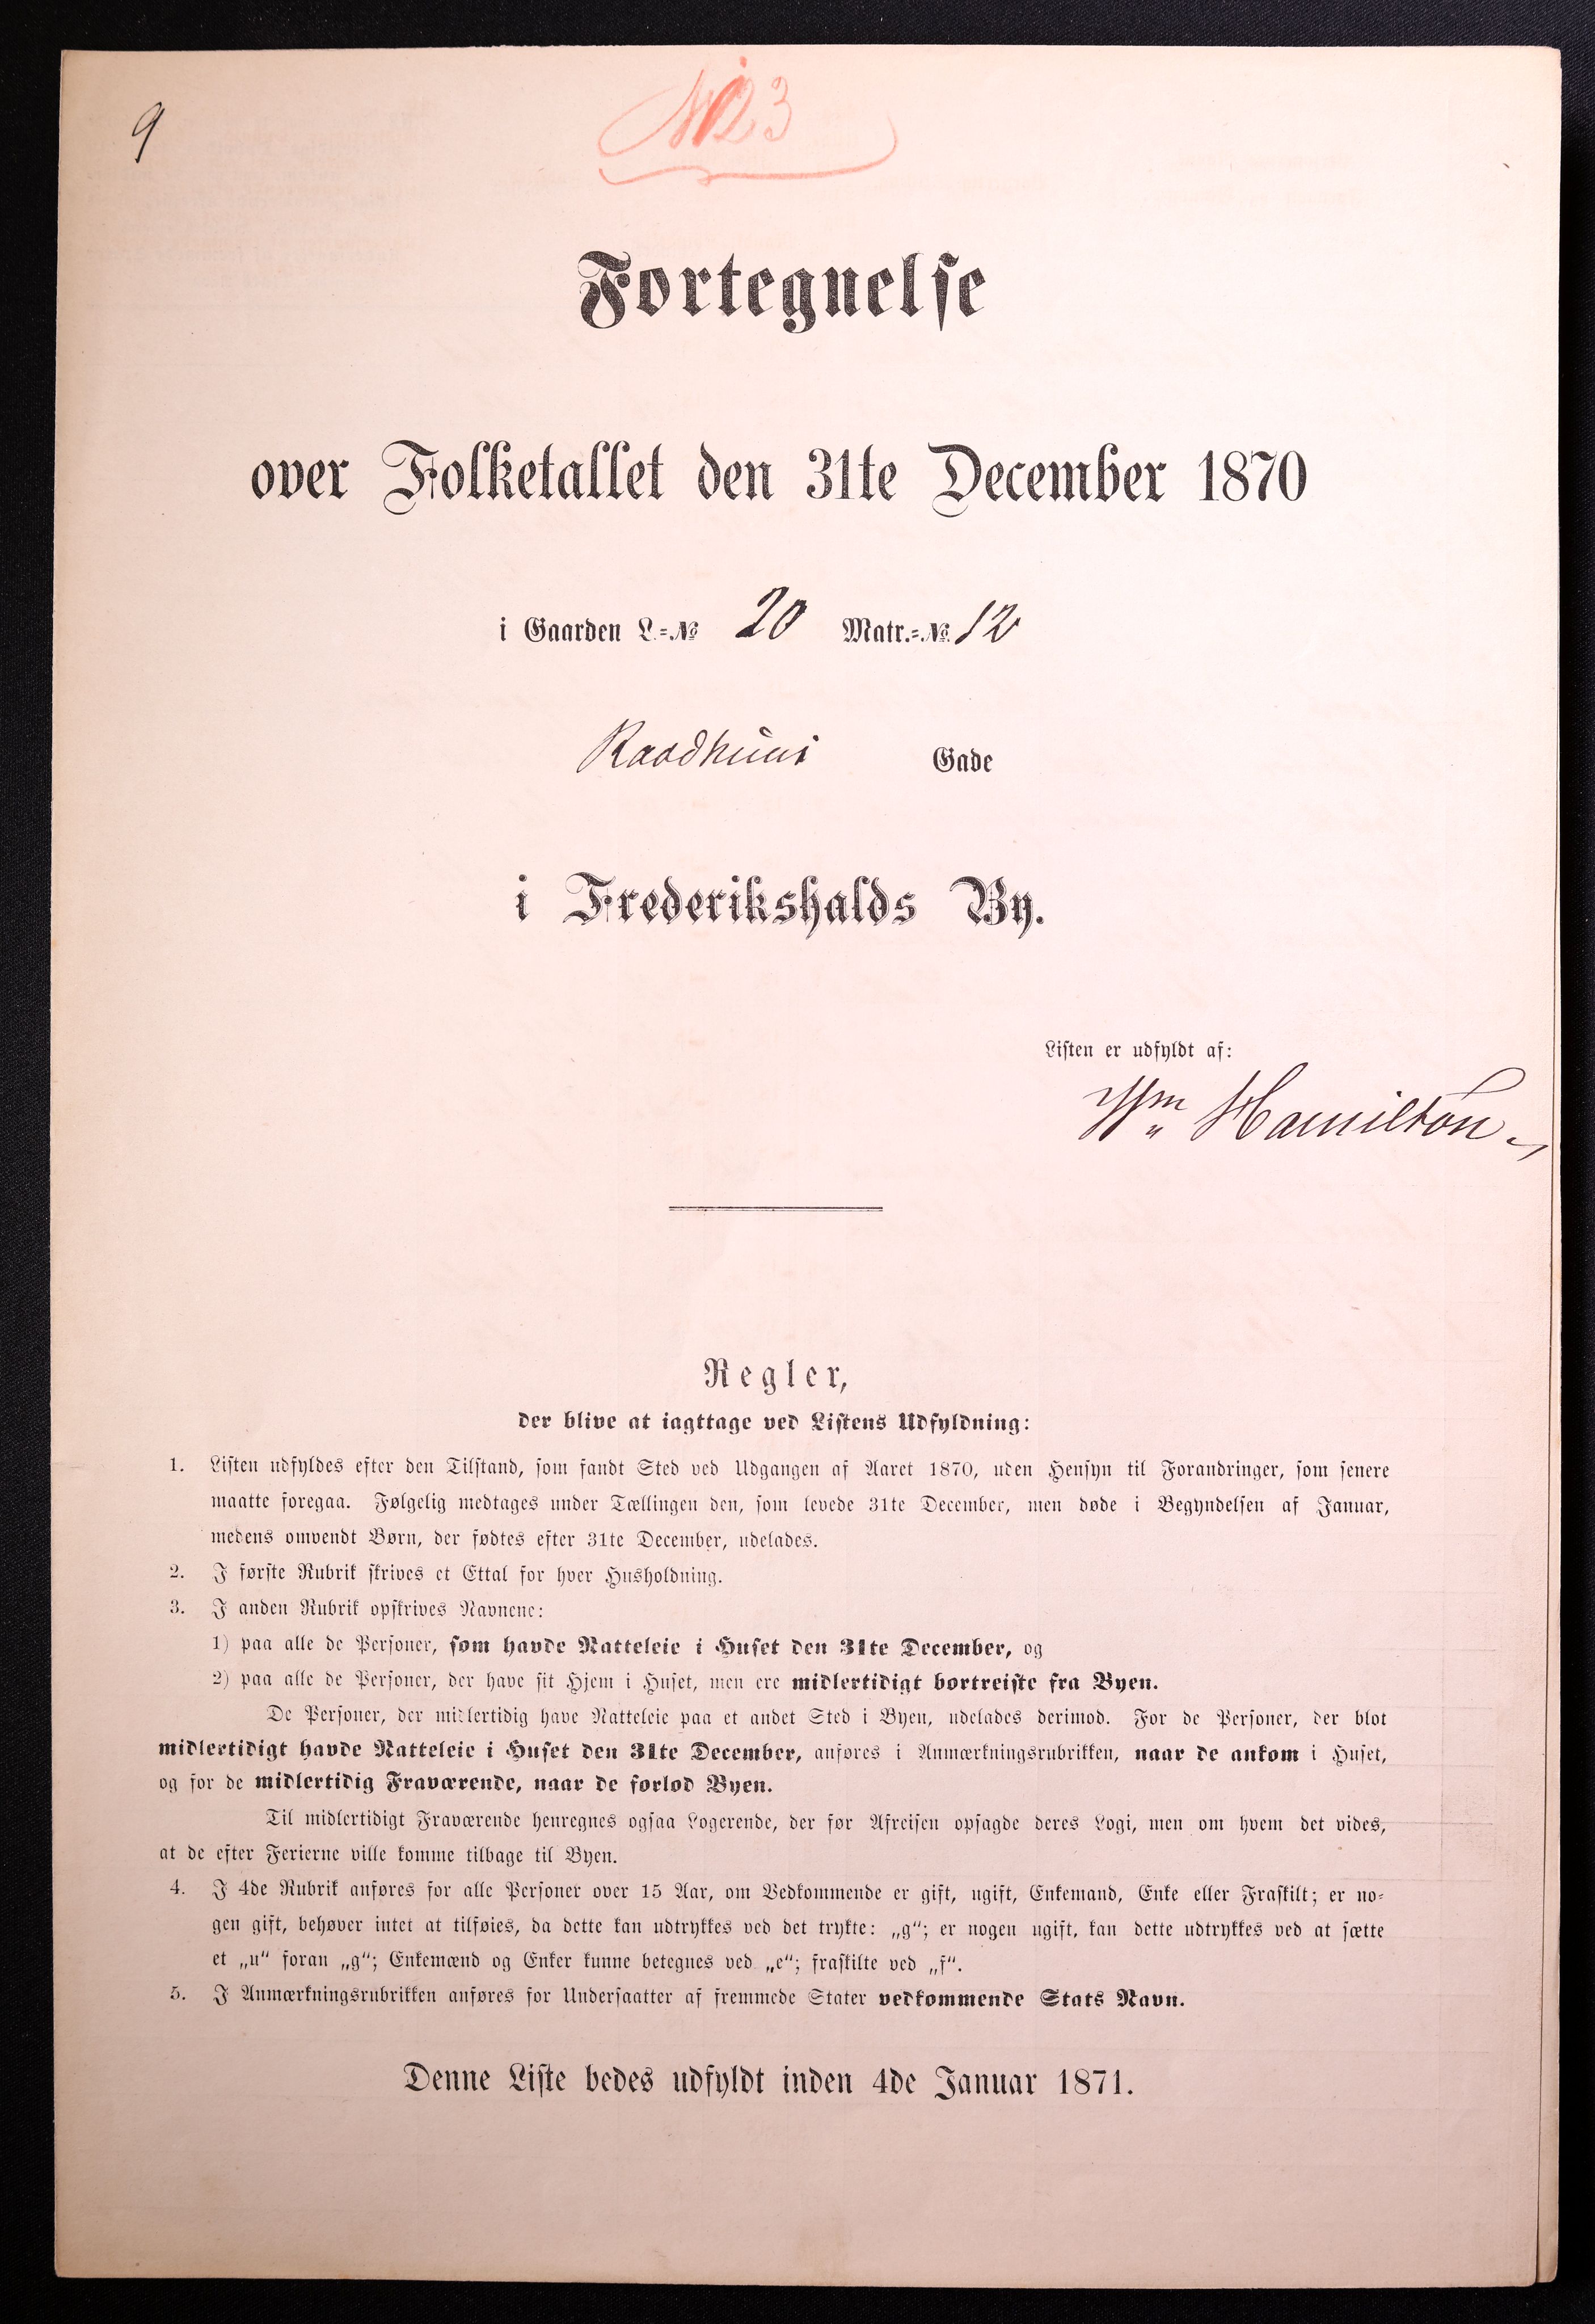 9
№ 23
Fortegnelse
over Folketallet den 31te December 1870
i Gaarden L.=№ 20 Matr.=№ 12
Raadhuus Gade
i Frederikshalds By.
Listen er udfyldt af:
Wm Hamilton
Regler,
der blive at iagttage ved Listens Udfyldning:
1. Listen udfyldes efter den Tilstand, som fandt Sted ved Udgangen af Aaret 1870, uden Hensyn til Forandringer, som senere
maatte foregaa. Følgelig medtages under Tællingen den, som levede 31te December, men døde i Begyndelsen af Januar,
medens omvendt Børn, der fødtes efter 31te December, udelades.
2. I første Rubrik skrives et Ettal for hver Husholdning.
3. I anden Rubrik opskrives Navnene:
1) paa alle de Personer, som havde Natteleie i Huset den 31te December, og
2) paa alle de Personer, der have sit Hjem i Huset, men ere midlertidigt bortreiste fra Byen.
De Personer, der midlertidig have Natteleie paa et andet Sted i Byen, udelades derimod. For de Personer, der blot
midlertidigt havde Natteleie i Huset den 31te December, anføres i Anmærkningsrubrikken, naar de ankom i Huset,
og for de midlertidig Fraværende, naar de forlod Byen.
Til midlertidigt Fraværende henregnes ogsaa Logerende, der før Afreisen opsagde deres Logi, men om hvem det vides,
at de efter Ferierne ville komme tilbage til Byen.
4. I 4de Rubrik anføres for alle Personer over 15 Aar, om Vedkommende er gift, ugift, Enkemand, Enke eller Fraskilt; er no=
gen gift, behøver intet at tilføies, da dette kan udtrykkes ved det trykte: „g“; er nogen ugift, kan dette udtrykkes ved at sætte
et „u“ foran „g“; Enkemænd og Enker kunne betegnes ved „e“; fraskilte ved „f“.
5. I Anmærkningsrubrikken anføres for Undersaatter af fremmede Stater vedkommende Stats Navn.
Denne Liste bedes udfyldt inden 4de Januar 1871.